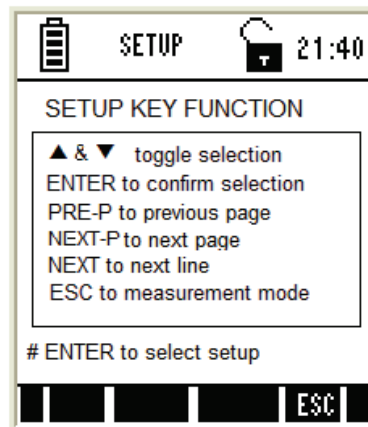 SETUP T 21:40
SETUP KEY FUNCTION
▲ & ▼ toggle selection
ENTER to confirm selection
PRE-P to previous page
NEXT-P to next page
NEXT to next line
ESC to measurement mode
# ENTER to select setup
ESC